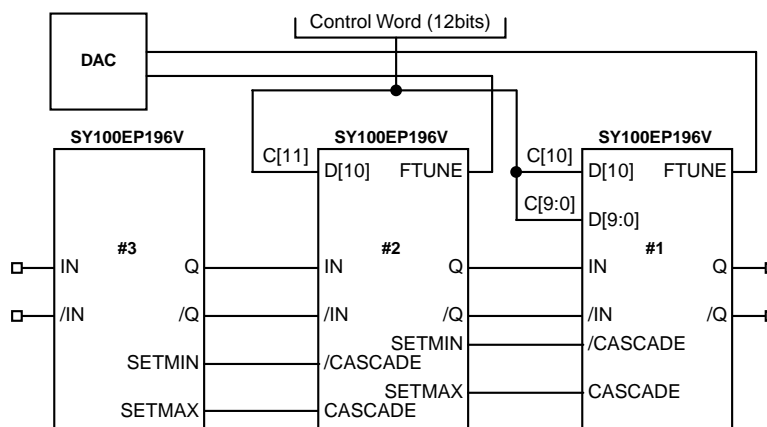 Control Word (12bits)
DAC
SY100EP196V
SY100EP196V
SY100EP196V
C[11]
D[10]
FTUNE
C[10]
D[10]
FTUNE
C[9:0]
D[9:0]
#3
#2
#1
IN
Q
IN
Q
IN
Q
/IN
/Q
/IN
/Q
/IN
/Q
SETMIN
/CASCADE
SETMIN
/CASCADE
SETMAX
CASCADE
SETMAX
CASCADE